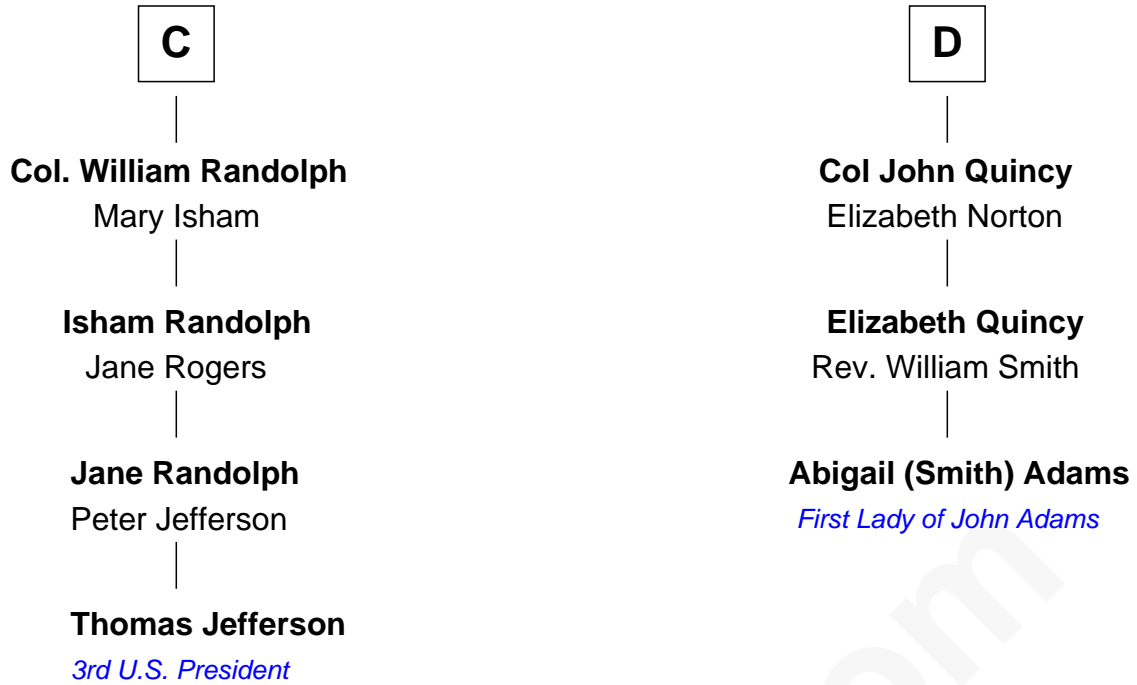 C
Col. William Randolph
Mary Isham
Isham Randolph
Jane Rogers
Jane Randolph
Peter Jefferson
Thomas Jefferson
3rd U.S. President
D
Col John Quincy
Elizabeth Norton
Elizabeth Quincy
Rev. William Smith
Abigail (Smith) Adams
First Lady of John Adams
om